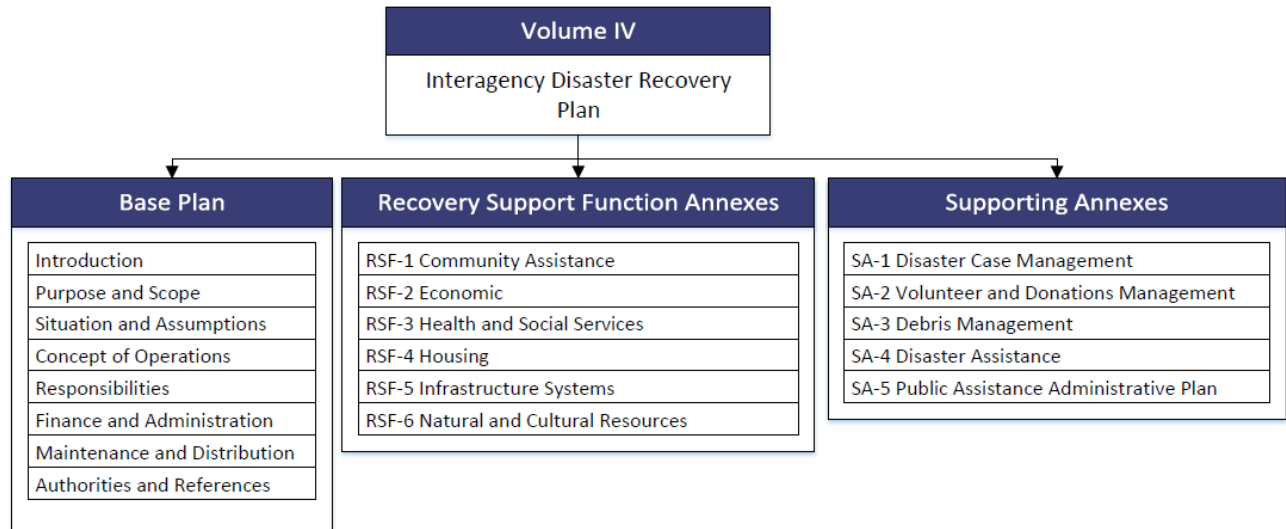 Volume IV
Interagency Disaster Recovery
Plan
Base Plan
Introduction
Purpose and Scope
Situation and Assumptions
Concept of Operations
Responsibilities
Finance and Administration
Maintenance and Distribution
Authorities and References
Recovery Support Function Annexes
RSF-1 Community Assistance
RSF-2 Economic
RSF-3 Health and Social Services
RSF-4 Housing
RSF-5 Infrastructure Systems
RSF-6 Natural and Cultural Resources
Supporting Annexes
SA-1 Disaster Case Management
SA-2 Volunteer and Donations Management
SA-3 Debris Management
SA-4 Disaster Assistance
SA-5 Public Assistance Administrative Plan